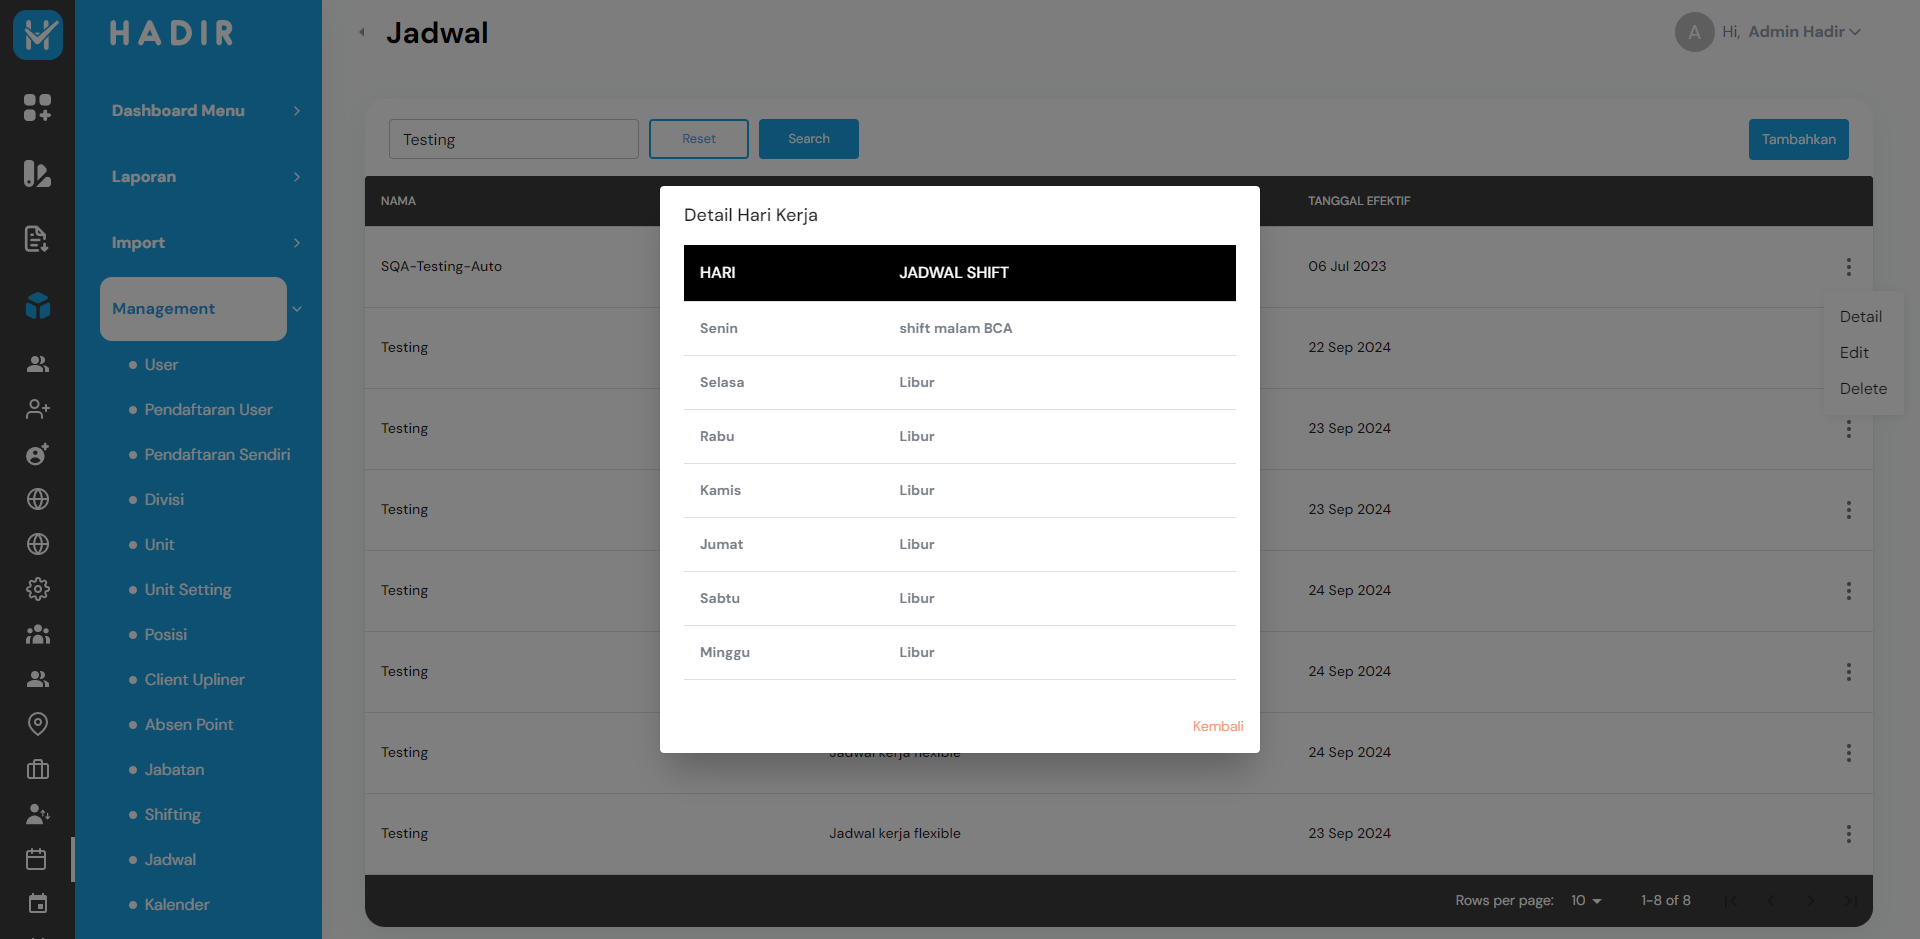 HADIR
Jadwal
A Hi, Admin Hadir
Dashboard Menu
Laporan
Import
Management
User
Pendaftaran User
Pendaftaran Sendiri
Divisi
Unit
Unit Setting
Posisi
Client Upliner
Absen Point
Jabatan
Shifting
Jadwal
Kalender
Testing Reset Search Tambahkan
NAMA TANGGAL EFEKTIF
SQA-Testing-Auto 06 Jul 2023
Testing 22 Sep 2024
Testing 23 Sep 2024
Testing 23 Sep 2024
Testing 24 Sep 2024
Testing 24 Sep 2024
Testing Jadwal kerja flexible 24 Sep 2024
Testing Jadwal kerja flexible 23 Sep 2024
Detail
Edit
Delete
Rows per page: 10 1-8 of 8
Detail Hari Kerja
HARI JADWAL SHIFT
Senin shift malam BCA
Selasa Libur
Rabu Libur
Kamis Libur
Jumat Libur
Sabtu Libur
Minggu Libur
Kembali